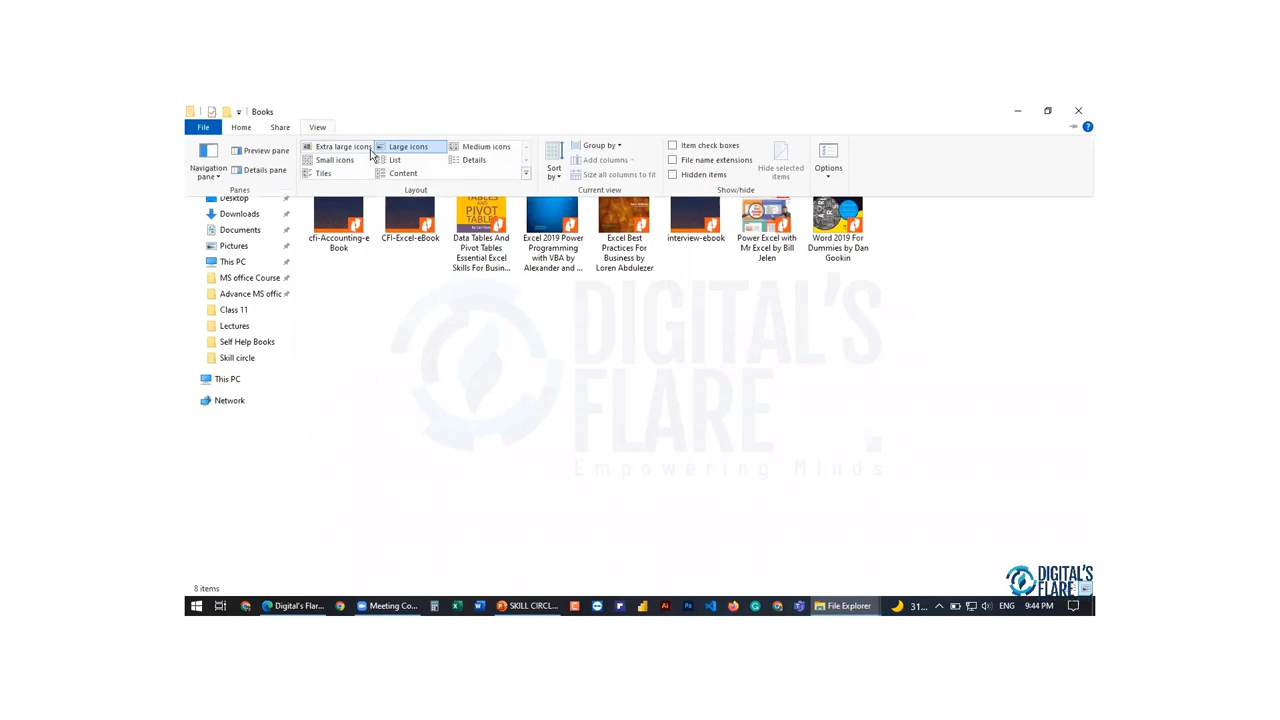 Books
File Home Share View
Navigation pane
Preview pane
Details pane
Panes
Extra large icons Large icons Medium icons
Small icons List Details
Tiles Content
Layout
Sort by
Group by
Add columns
Size all columns to fit
Current view
Item check boxes
File name extensions
Hidden items
Hide selected items
Show/hide
Options
Desktop
Downloads
Documents
Pictures
This PC
MS office Course
Advance MS offic
Class 11
Lectures
Self Help Books
Skill circle
This PC
Network
TABLES
AND
PIVOT
TABLES
cfi-Accounting-e
Book
CFI-Excel-eBook
Data Tables And
Pivot Tables
Essential Excel
Skills For Busin...
Excel 2019 Power
Programming
with VBA by
Alexander and ...
Excel Best
Practices For
Business by
Loren Abdulezer
interview-ebook
Power Excel with
Mr Excel by Bill
Jelen
Word 2019 For
Dummies by Dan
Gookin
DIGITAL'S
FLARE
Empowering Minds
8 items
DIGITAL'S
FLARE
Digital's Flar... Meeting Co... SKILL CIRCL... File Explorer 31... ENG 9:44 PM